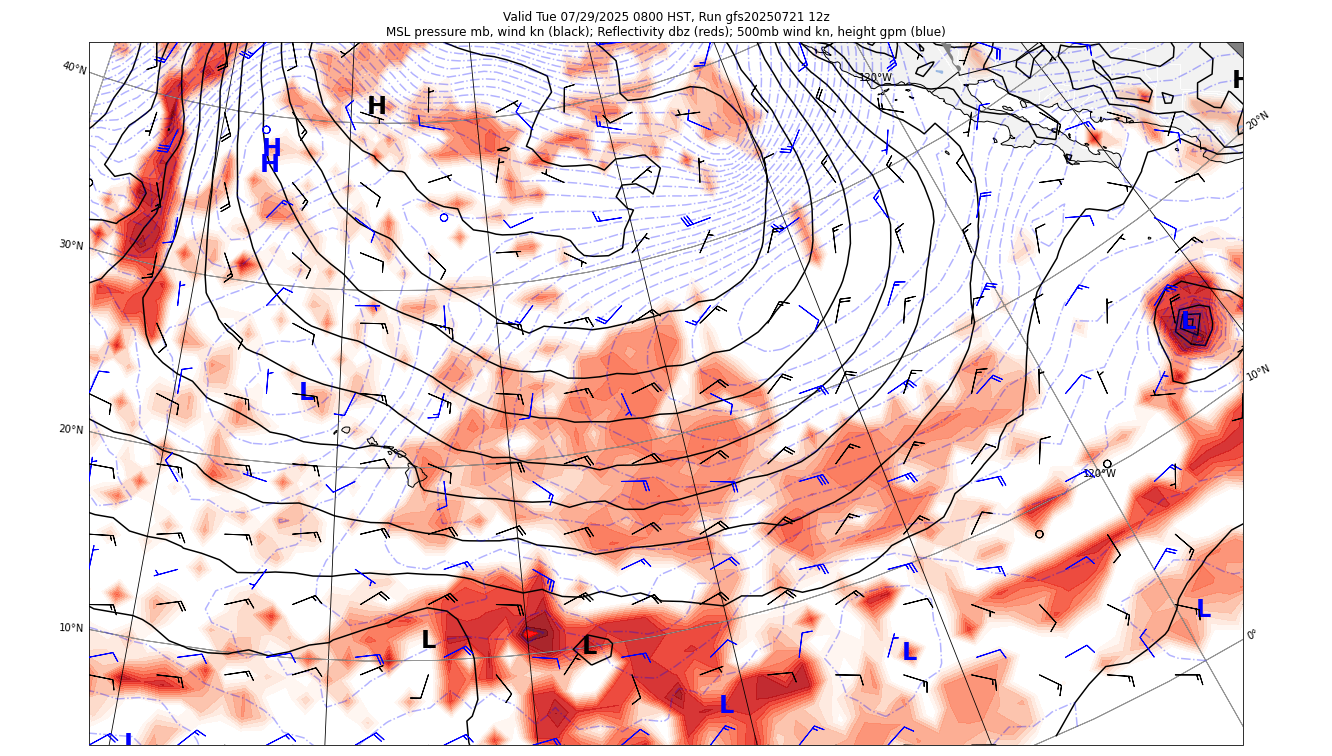 Valid Tue 07/29/2025 0800 HST, Run gfs20250721 12z
MSL pressure mb, wind kn (black); Reflectivity dbz (reds); 500mb wind kn, height gpm (blue)
40°N
120°W
H
H
20°N
H
H
30°N
L
10°N
L
20°N
120°W
10°N
L
L
L
0°
L
L
L